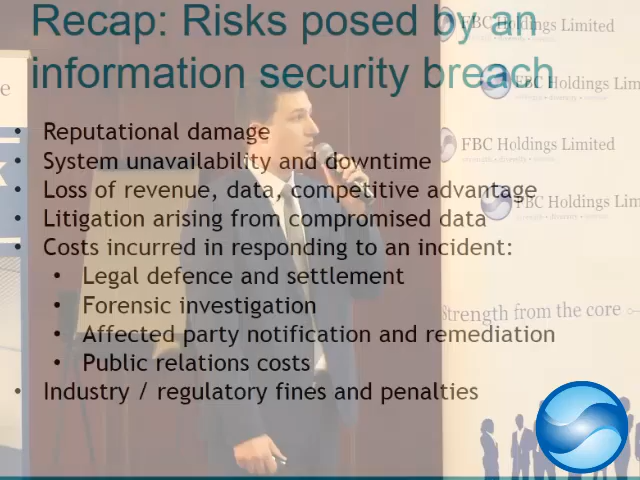 Recap: Risks posed by an
information security breach
• Reputational damage
• System unavailability and downtime
• Loss of revenue, data, competitive advantage
• Litigation arising from compromised data
• Costs incurred in responding to an incident:
• Legal defence and settlement
• Forensic investigation
• Affected party notification and remediation
• Public relations costs
• Industry / regulatory fines and penalties
FBC Holdings Limited
FBC Holdings Lim
FBC Holdings Limited
FBC Holdings Limi
Strength from the core